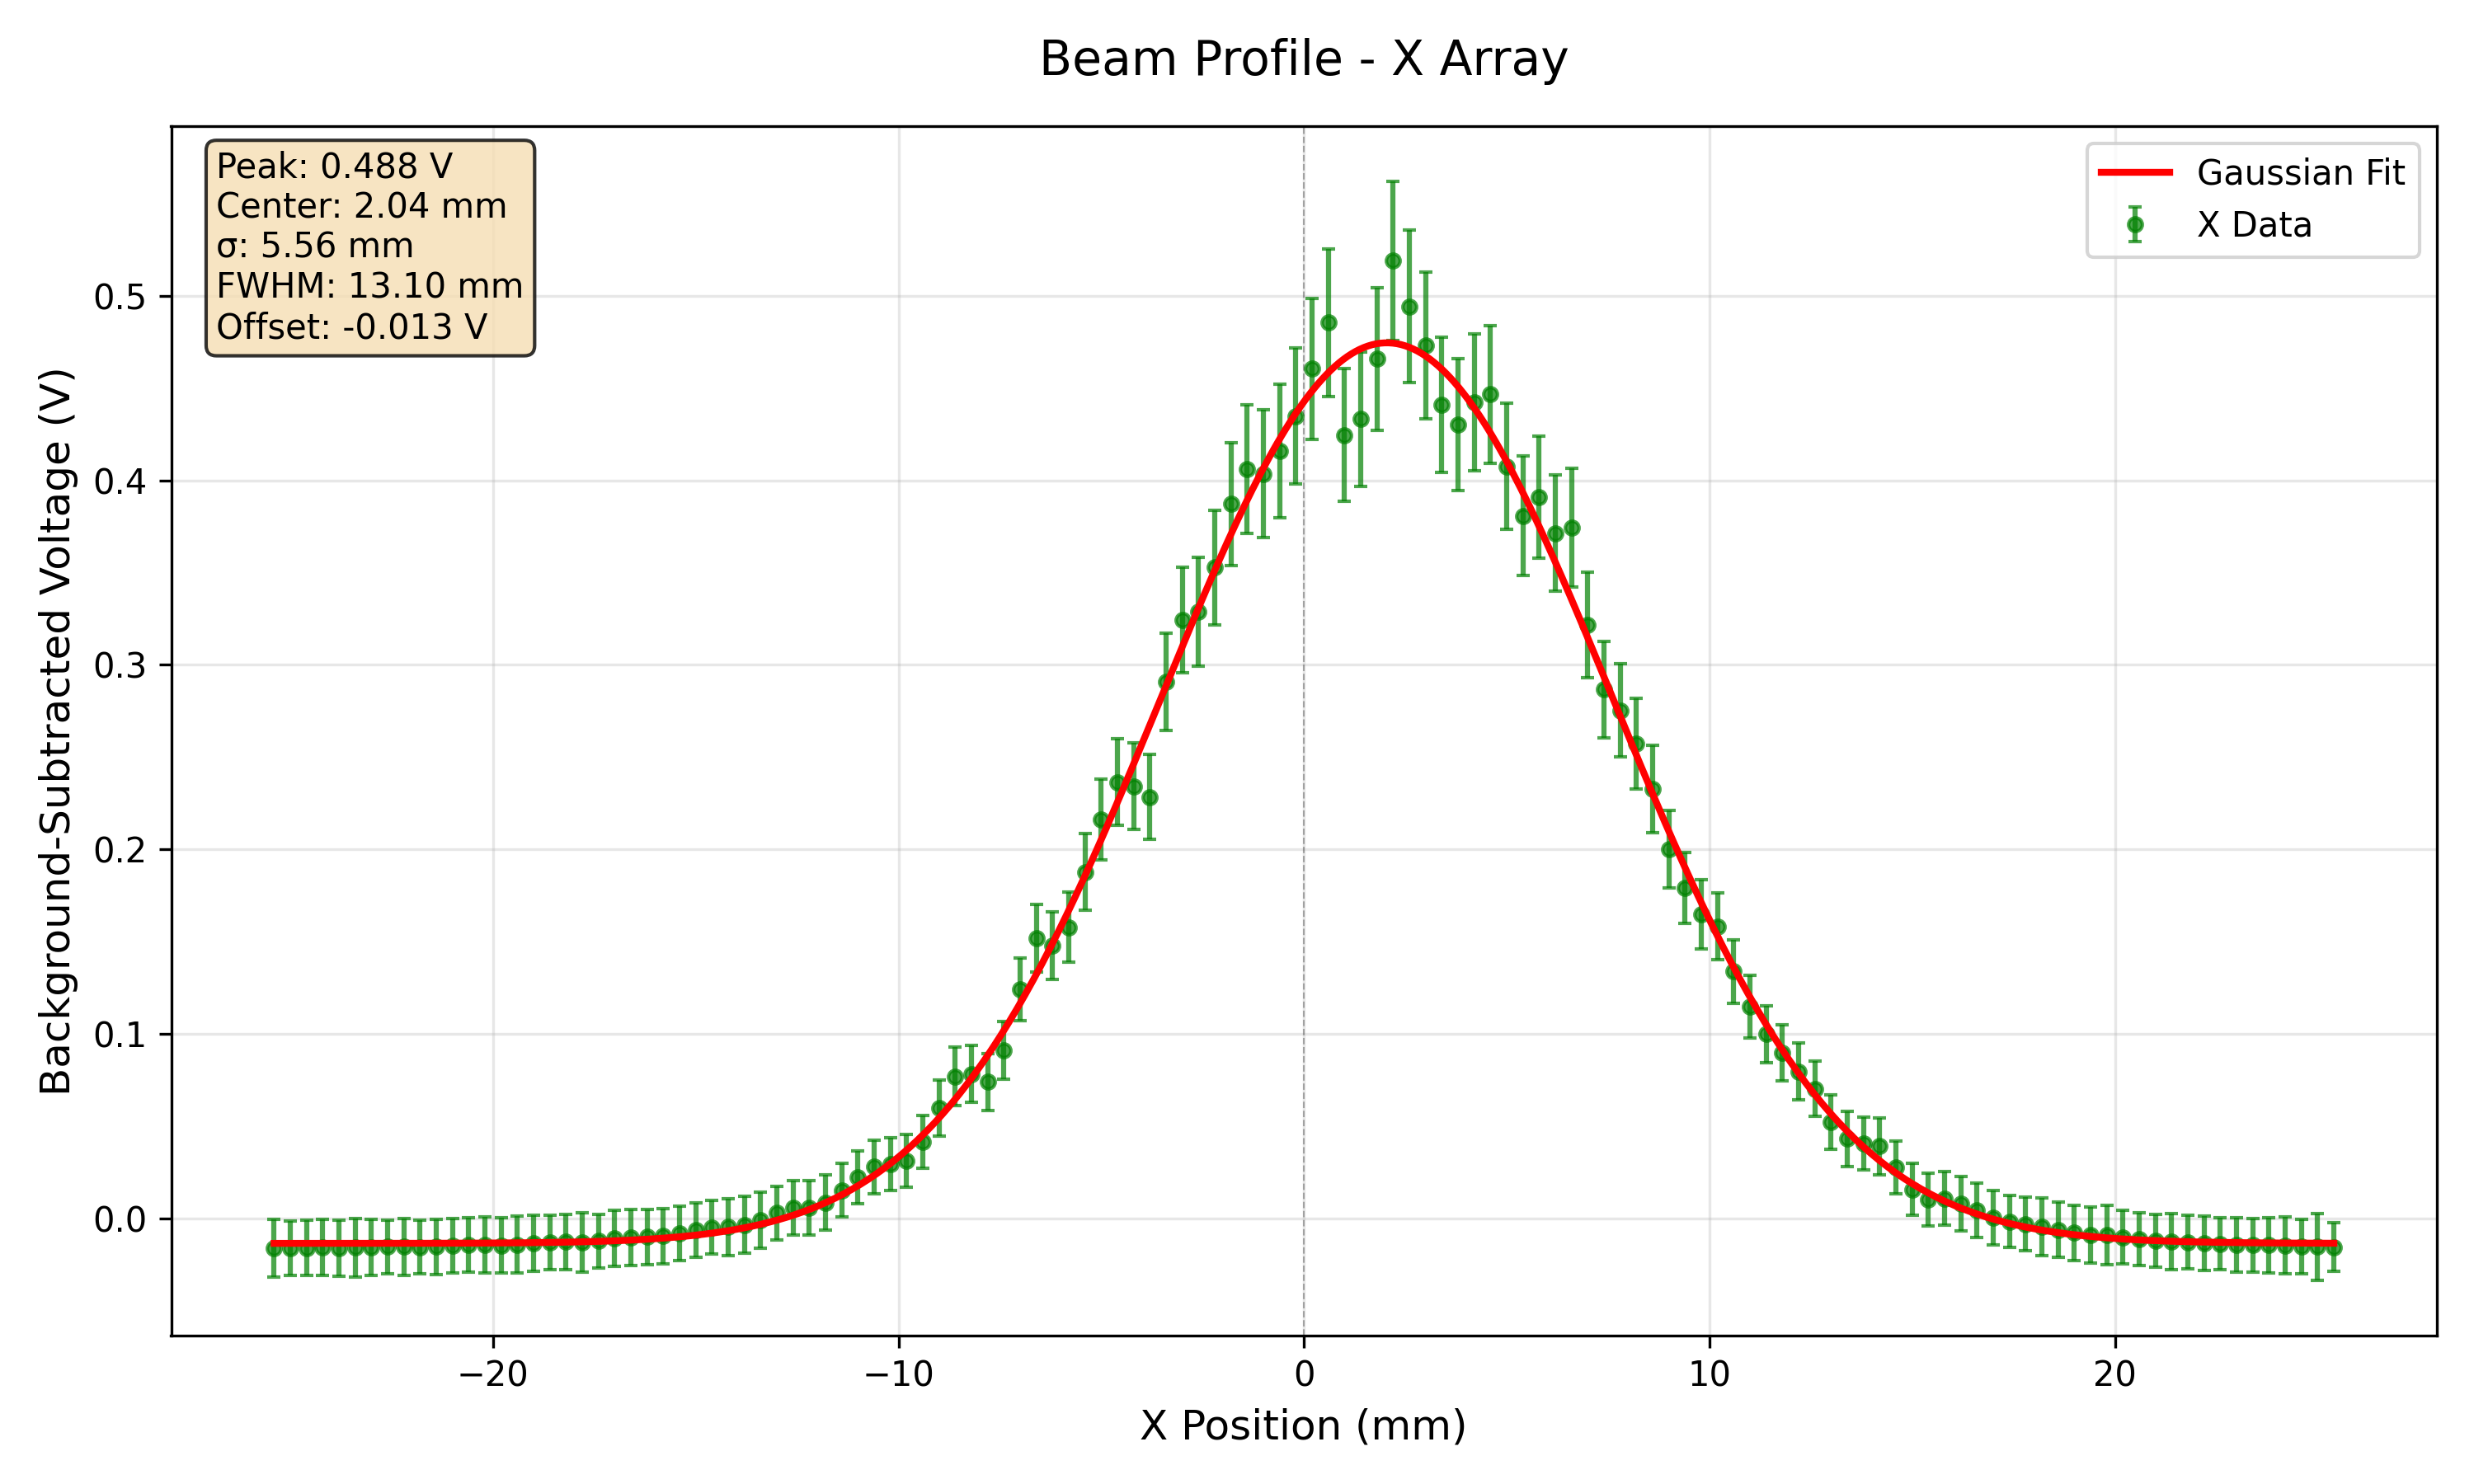 Beam Profile - X Array
Peak: 0.488 V
Center: 2.04 mm
σ: 5.56 mm
FWHM: 13.10 mm
Offset: -0.013 V
Gaussian Fit
X Data
Background-Subtracted Voltage (V)
0.5
0.4
0.3
0.2
0.1
0.0
−20 −10 0 10 20
X Position (mm)